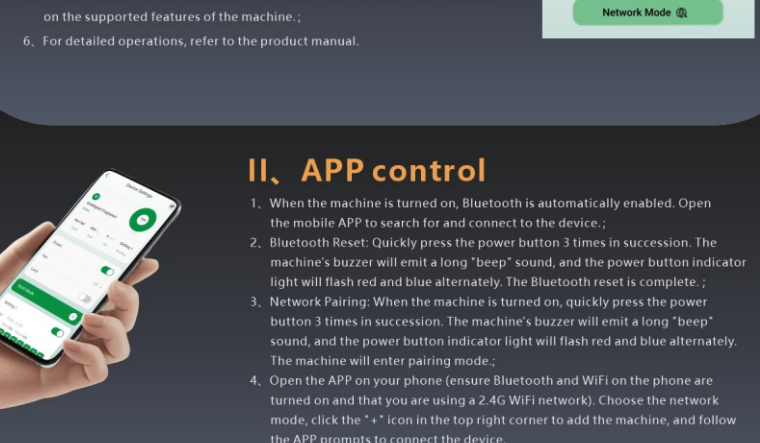 on the supported features of the machine.;
Network Mode
6、For detailed operations, refer to the product manual.
II、APP control
Device Settings
1、When the machine is turned on, Bluetooth is automatically enabled. Open
the mobile APP to search for and connect to the device.;
2、Bluetooth Reset: Quickly press the power button 3 times in succession. The
machine's buzzer will emit a long "beep" sound, and the power button indicator
light will flash red and blue alternately. The Bluetooth reset is complete. ;
3、Network Pairing: When the machine is turned on, quickly press the power
button 3 times in succession. The machine's buzzer will emit a long "beep"
sound, and the power button indicator light will flash red and blue alternately.
The machine will enter pairing mode.;
4、Open the APP on your phone (ensure Bluetooth and WiFi on the phone are
turned on and that you are using a 2.4G WiFi network). Choose the network
mode, click the "+" icon in the top right corner to add the machine, and follow
the APP prompts to connect the device.